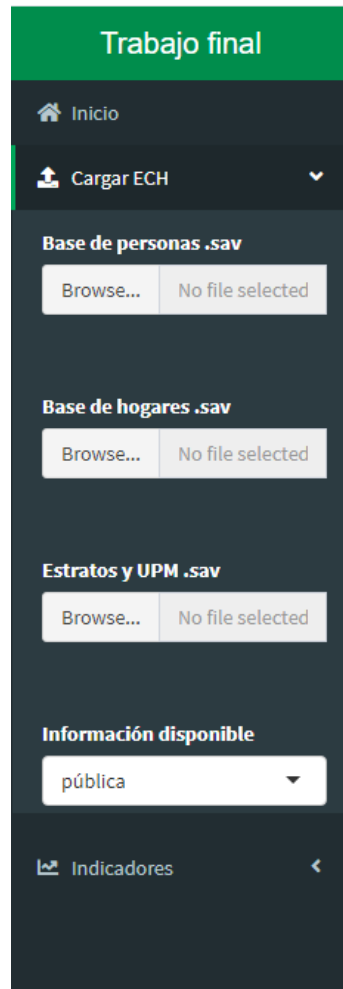 Trabajo final
Inicio
Cargar ECH
Base de personas .sav
Browse... No file selected
Base de hogares .sav
Browse... No file selected
Estratos y UPM .sav
Browse... No file selected
Información disponible
pública
Indicadores